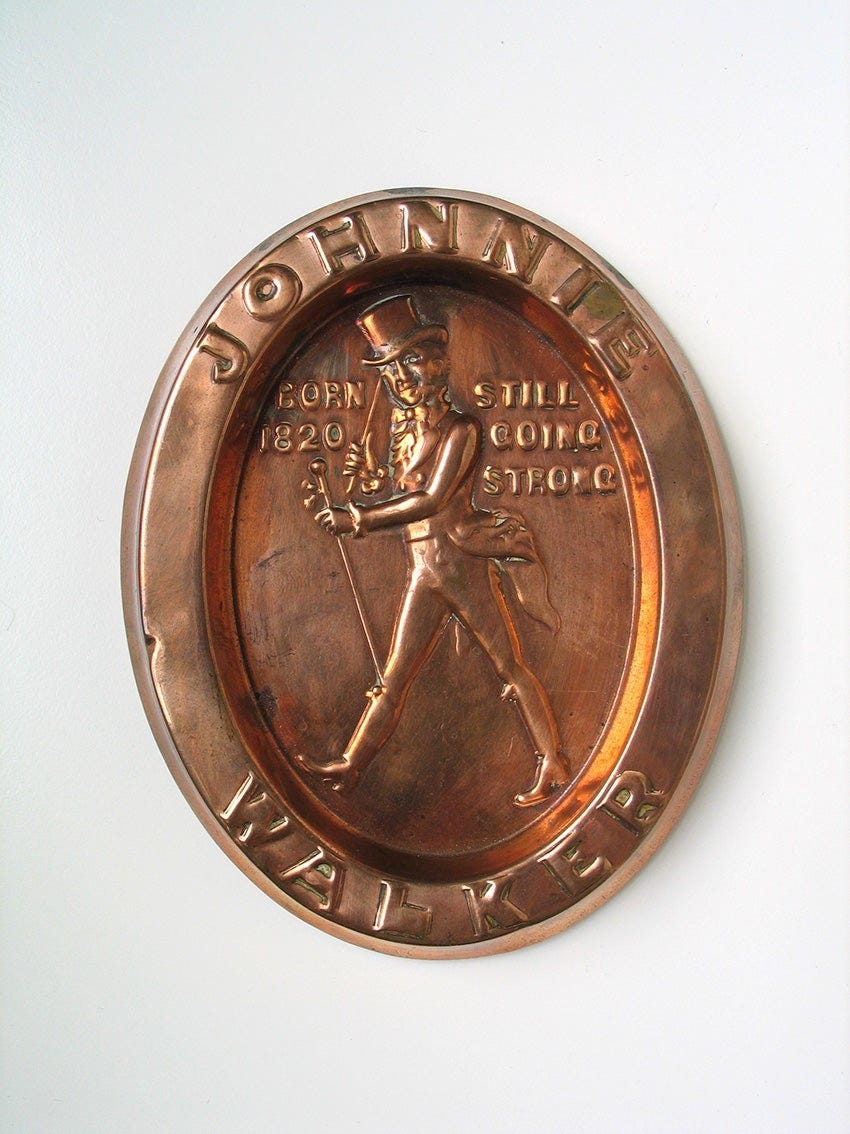 JOHNNIE
BORN
1820
STILL
GOING
STRONG
WALKER